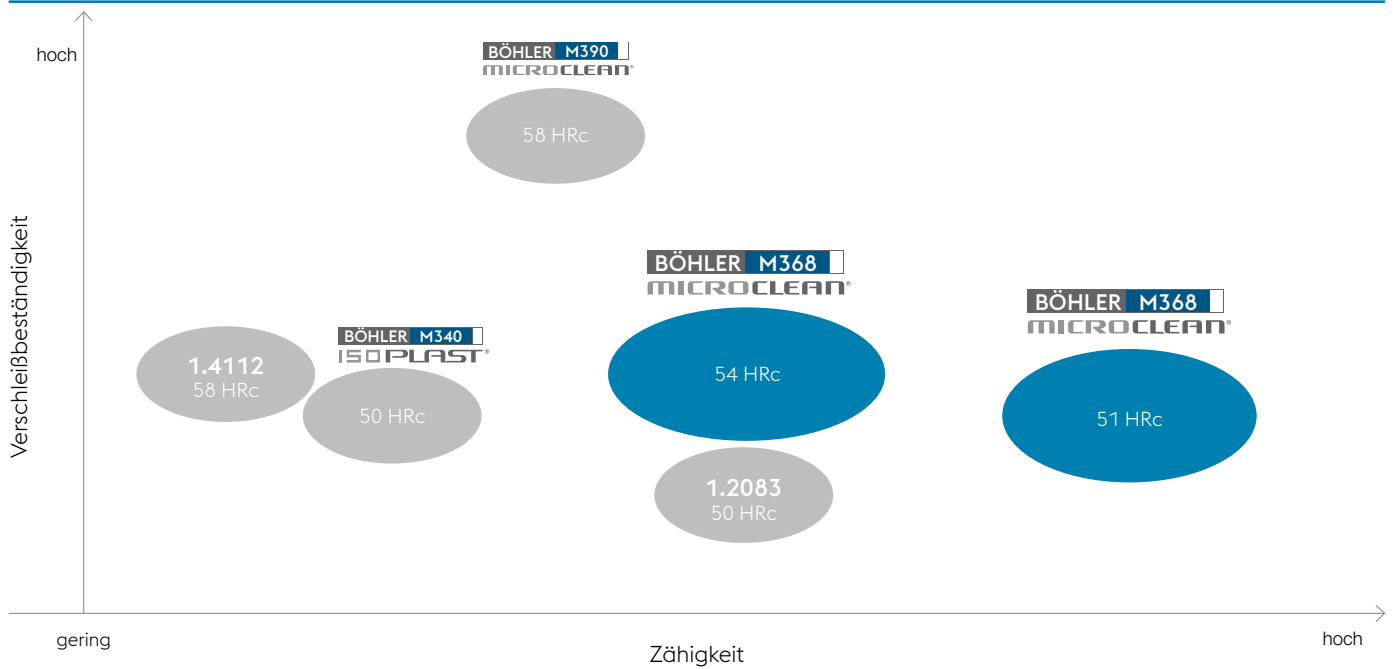 hoch
BÖHLER M390
MICROCLEAN®
58 HRc
Verschleißbeständigkeit
BÖHLER M368
MICROCLEAN®
54 HRc
BÖHLER M368
MICROCLEAN®
51 HRc
1.4112
58 HRc
BÖHLER M340
ISOPLAST®
50 HRc
1.2083
50 HRc
gering
Zähigkeit
hoch